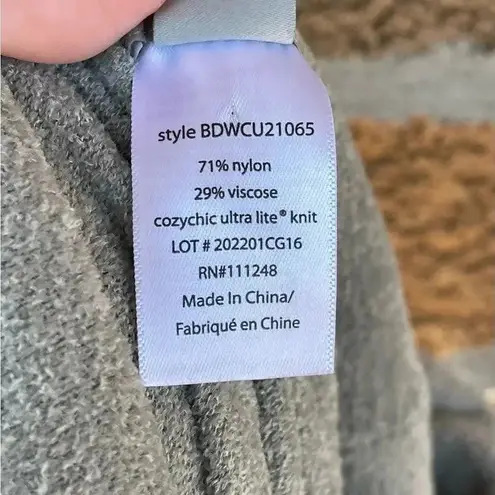 style BDWCU21065
71% nylon
29% viscose
cozychic ultra lite® knit
LOT # 202201CG16
RN#111248
Made In China/
Fabriqué en Chine